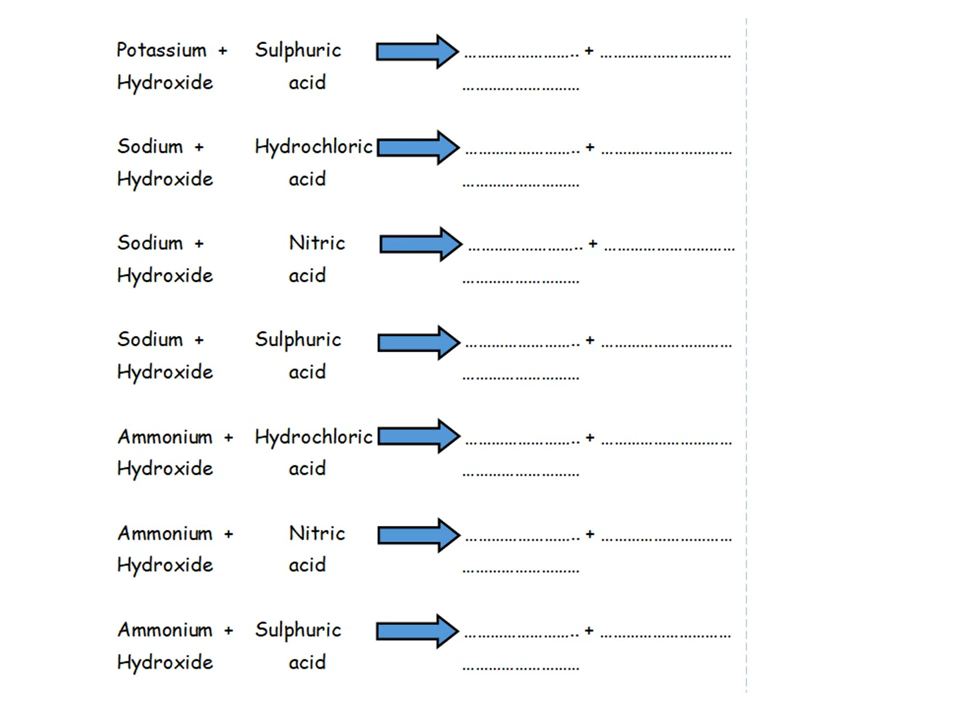 Potassium + Sulphuric ........................ + ............................
Hydroxide acid ..........................
Sodium + Hydrochloric ........................ + ............................
Hydroxide acid ..........................
Sodium + Nitric ........................ + ............................
Hydroxide acid ..........................
Sodium + Sulphuric ........................ + ............................
Hydroxide acid ..........................
Ammonium + Hydrochloric ........................ + ............................
Hydroxide acid ..........................
Ammonium + Nitric ........................ + ............................
Hydroxide acid ..........................
Ammonium + Sulphuric ........................ + ............................
Hydroxide acid ..........................